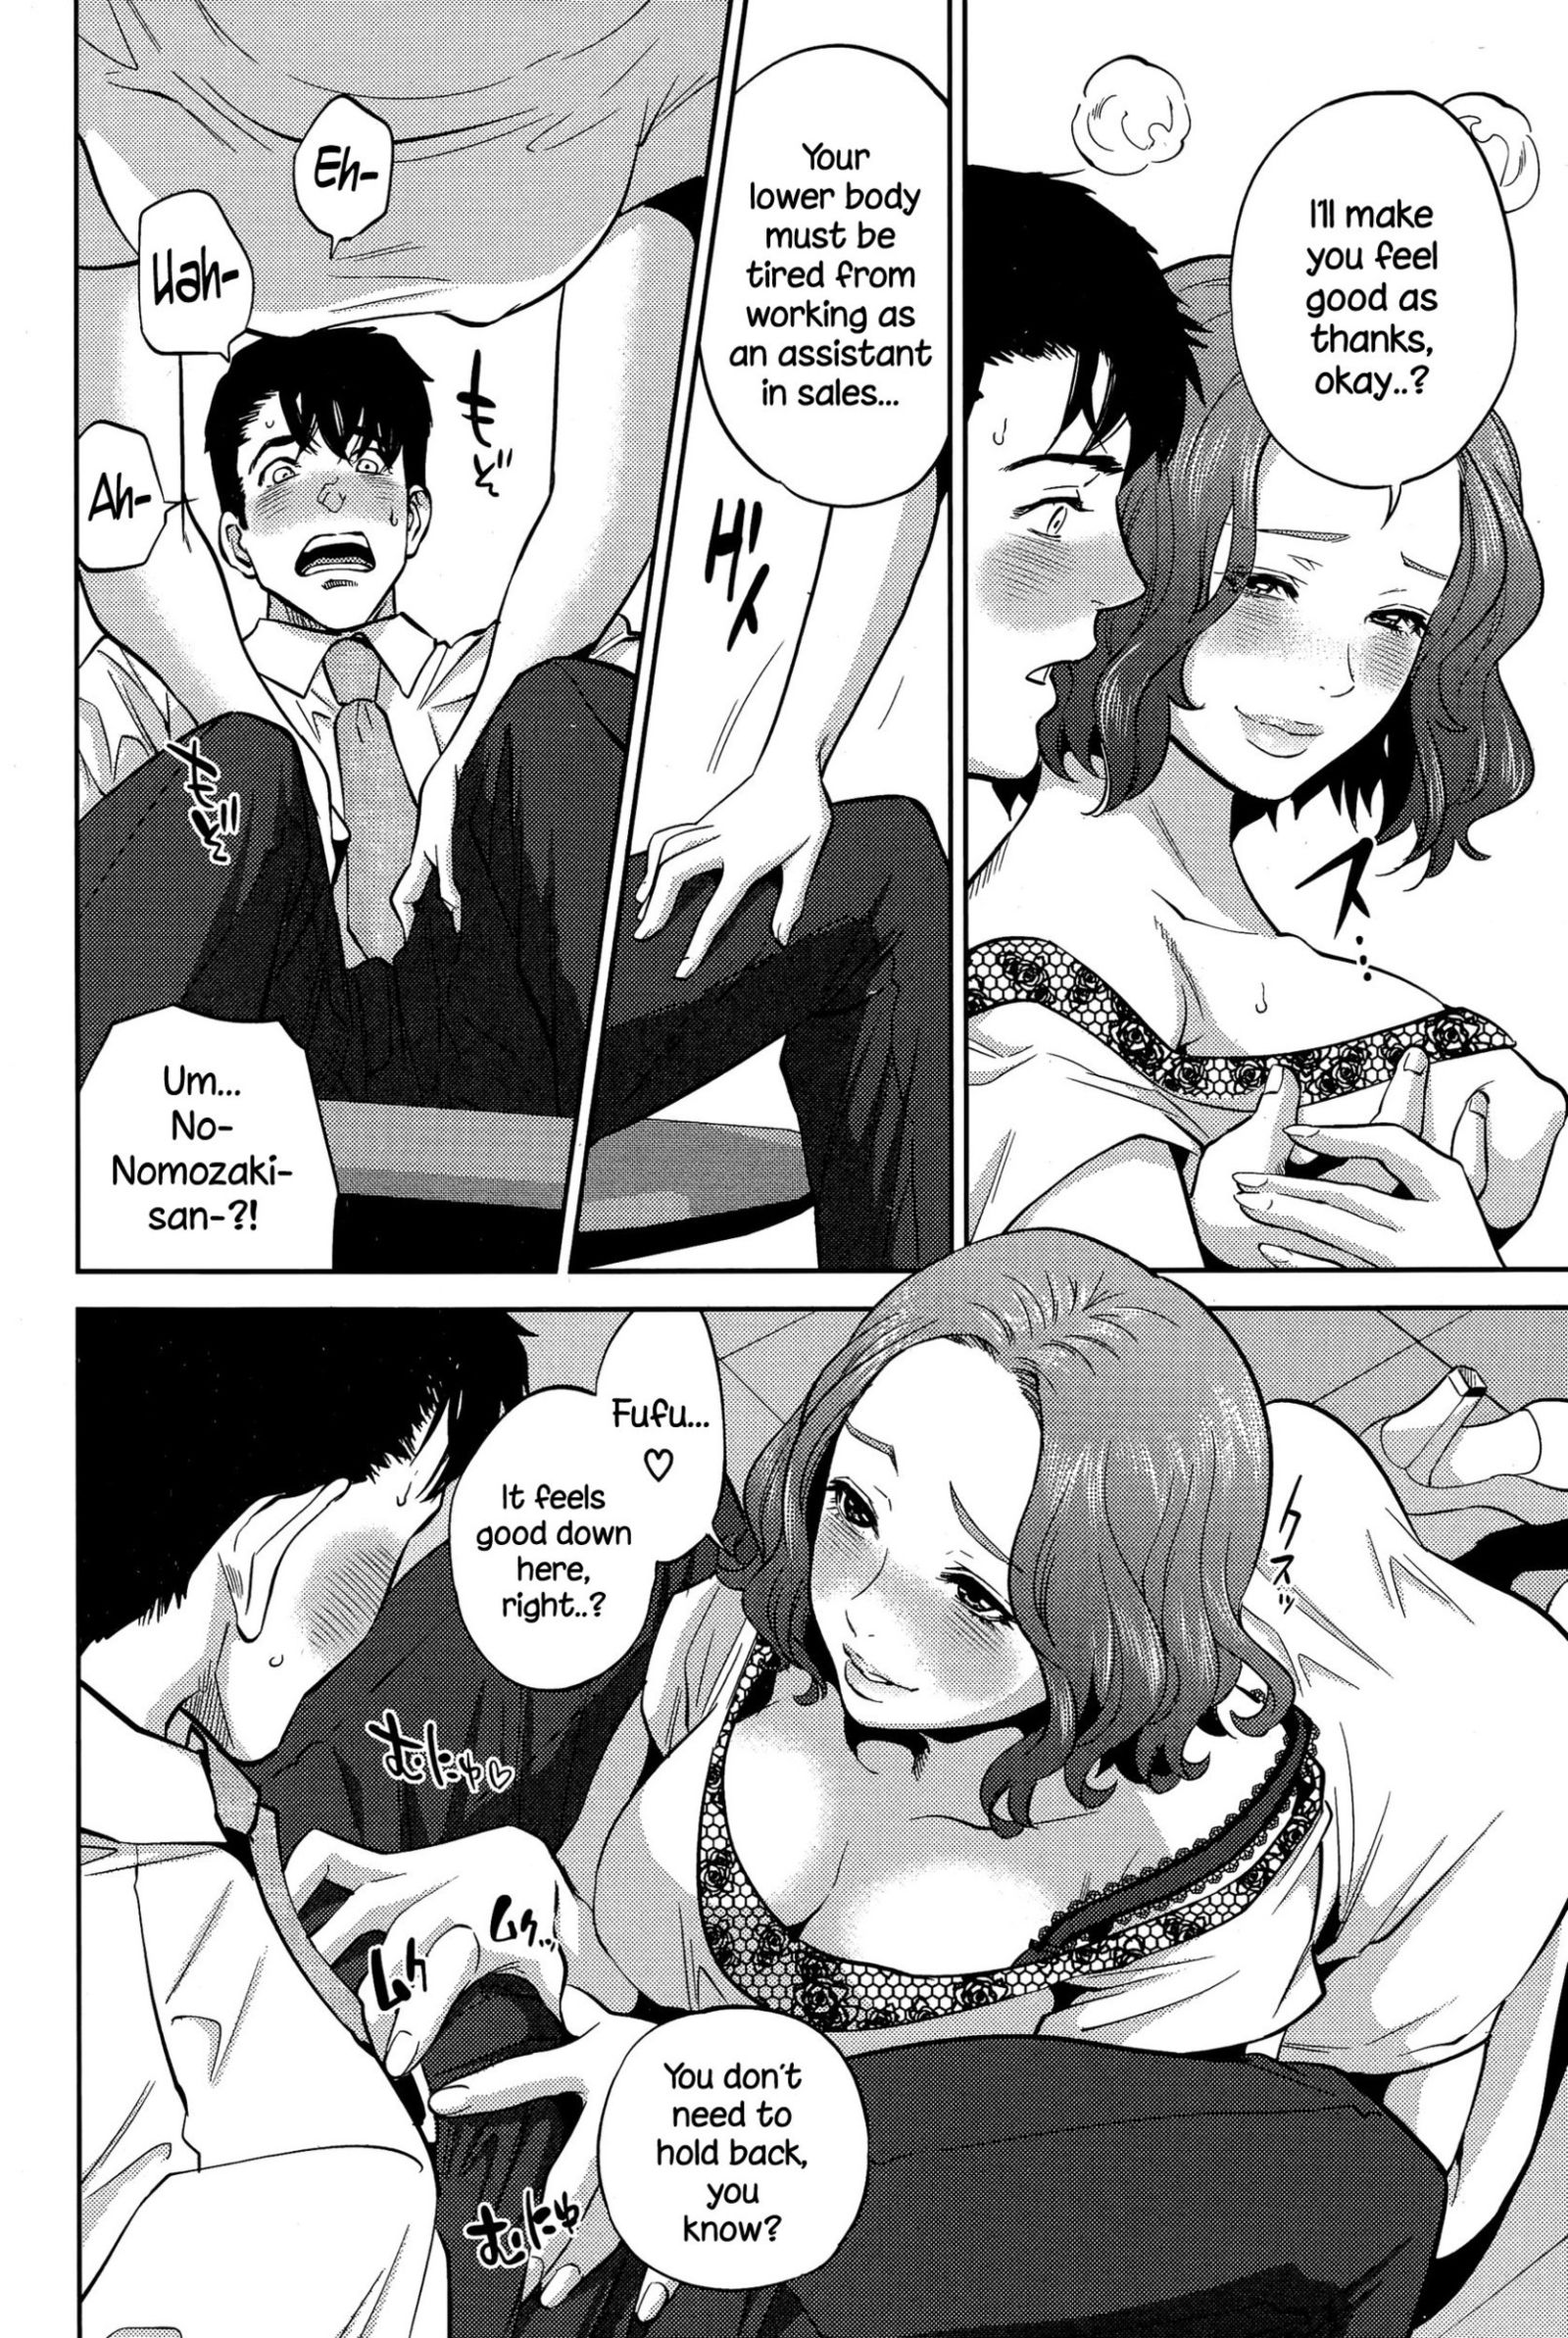 I'll make
you feel
good as
thanks,
okay..?
ス…
Your
lower body
must be
tired from
working as
an assistant
in sales...
ズイ
Eh-
Uah-
Ah-
もぞ
もぞ
Um...
No-
Nomozaki-
san-?!
Fufu...
♡
It feels
good down
here,
right..?
クスッ
むにゅ♡
ムク
ムク…
You don't
need to
hold back,
you
know?
むにゅ